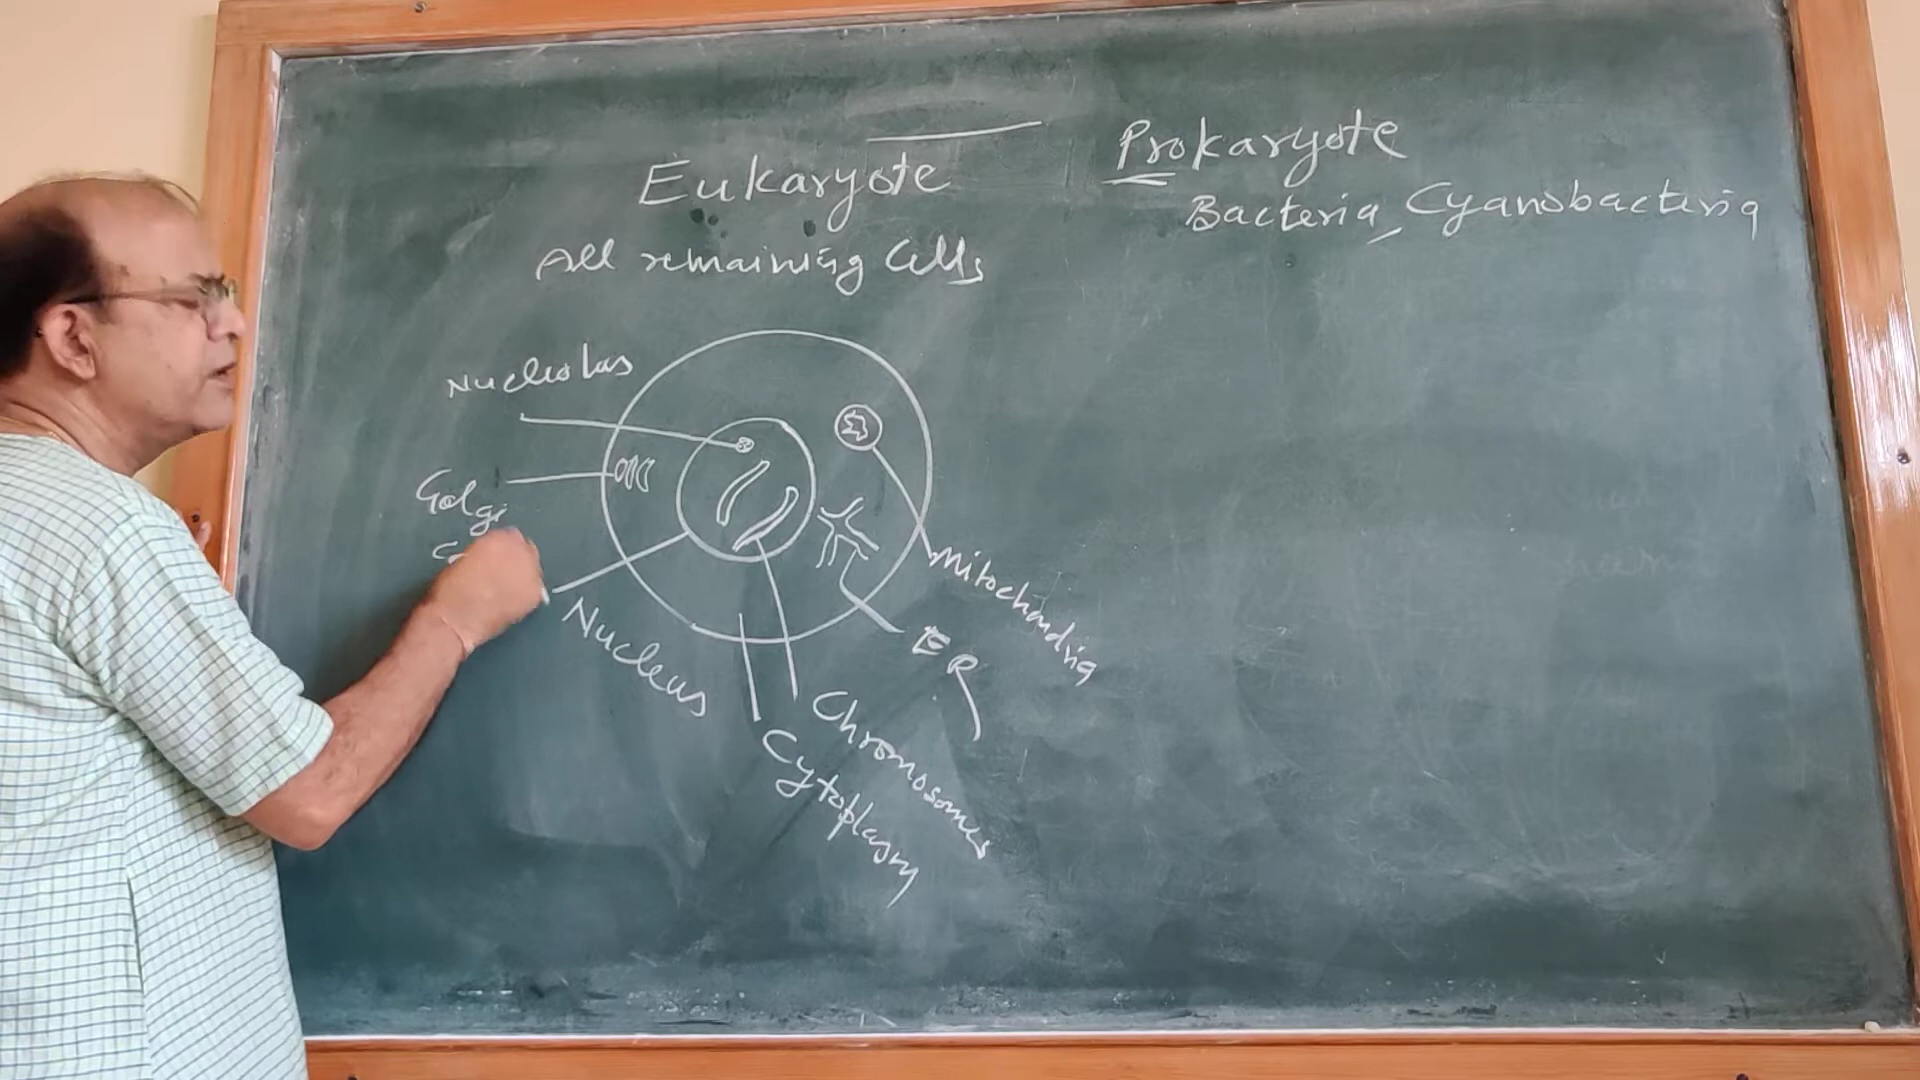 Eukaryote
All remaining Cells
Prokaryote
Bacteria, Cyanobacteria
Nucleolus
Golgi
Nucleus
Mitochondria
ER
Chromosomes
Cytoplasm